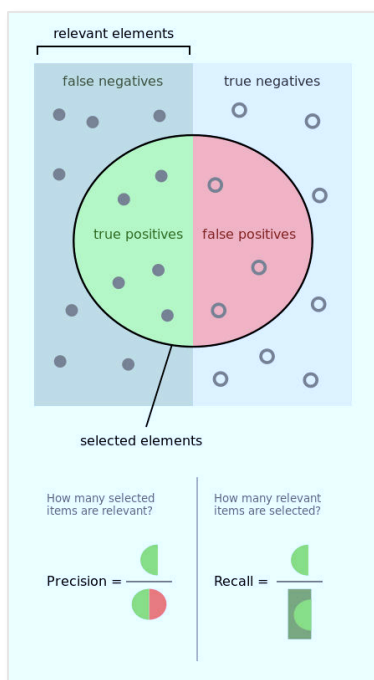 relevant elements
false negatives
true negatives
true positives
false positives
selected elements
How many selected
items are relevant?
How many relevant
items are selected?
Precision =
Recall =